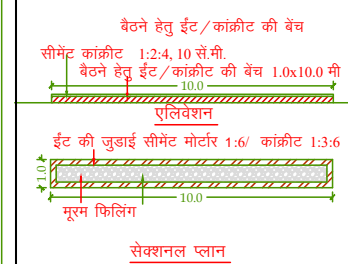 बैठने हेतु ईंट/कांक्रीट की बेंच
सीमेंट कांक्रीट 1:2:4, 10 सें.मी.
बैठने हेतु ईंट/कांक्रीट की बेंच 1.0x10.0 मी
10.0
एलिवेशन
ईंट की जुडाई सीमेंट मोर्टार 1:6/ कांक्रीट 1:3:6
1.0
10.0
मूरम फिलिंग
सेक्शनल प्लान